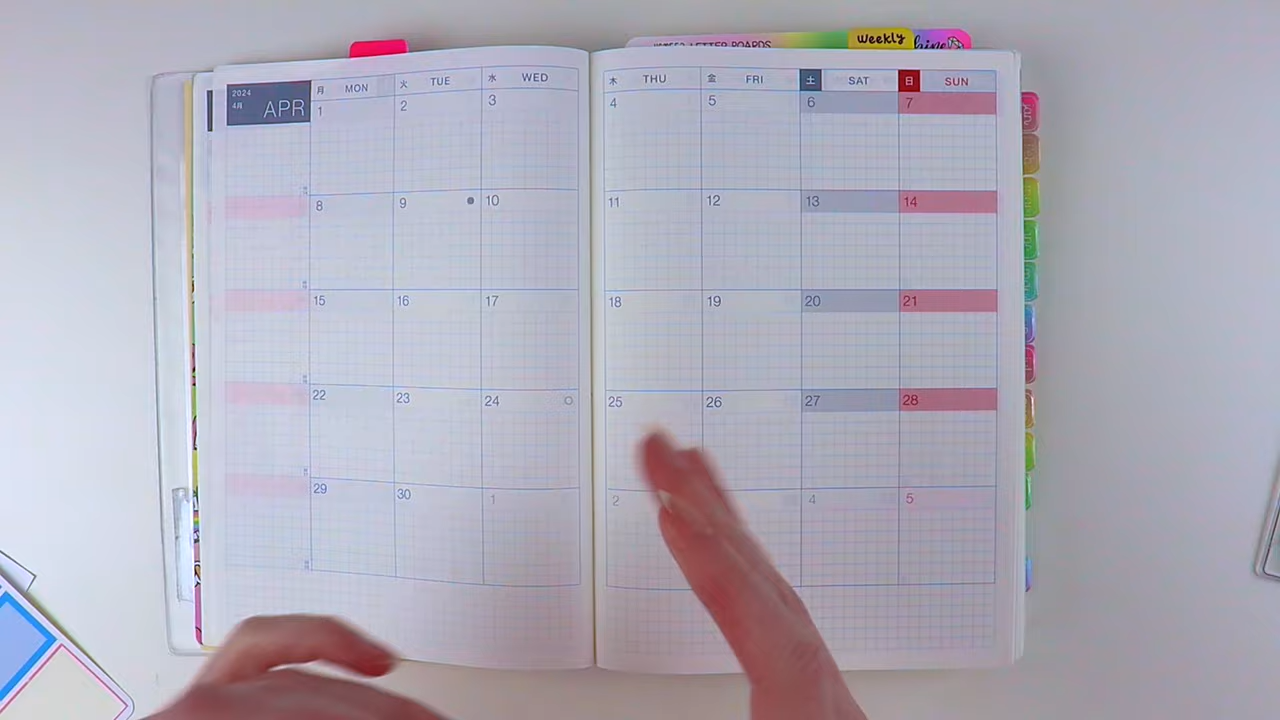 LETTER BOARDS
weekly
2024
4月
APR
月 MON
火 TUE
水 WED
木 THU
金 FRI
土 SAT
日 SUN
1 2 3 4 5 6 7
8 9 10 11 12 13 14
15 16 17 18 19 20 21
22 23 24 25 26 27 28
29 30 1 2 4 5